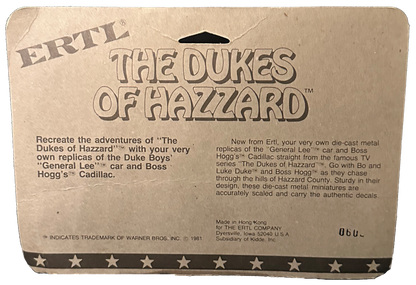 ERTL®
THE DUKES
OF HAZZARD™
Recreate the adventures of "The
Dukes of Hazzard"™ with your very
own replicas of the Duke Boys'
"General Lee"™ car and Boss
Hogg's™ Cadillac.
Now from Ertl, your very own die-cast metal
replicas of the "General Lee"™ car and Boss
Hogg's™ Cadillac straight from the famous TV
series "The Dukes of Hazzard"™. Go with Bo and
Luke Duke™ and Boss Hogg™ as they chase
through the hills of Hazzard County. Sturdy in their
design, these die-cast metal miniatures are
accurately scaled and carry the authentic decals.
™ INDICATES TRADEMARK OF WARNER BROS. INC. © 1981
Made in Hong Kong
for THE ERTL COMPANY
Dyersville, Iowa 52040 U.S.A.
Subsidiary of Kidde, Inc.